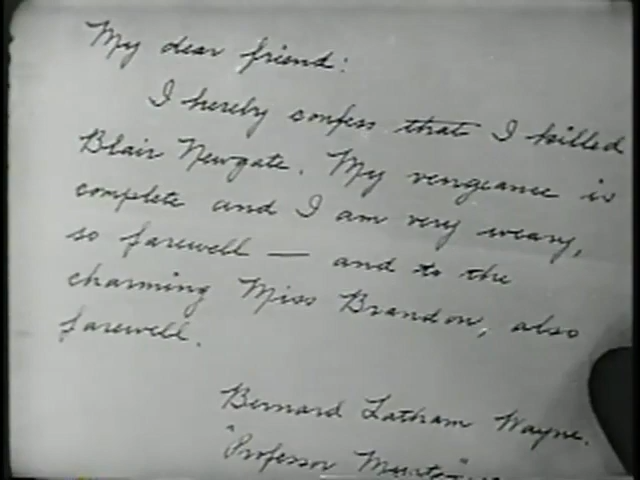 My dear friend:
I hereby confess that I killed
Blair Newgate. My vengeance is
complete and I am very weary,
so farewell — and to the
charming Miss Brandon, also
farewell.
Bernard Latham Wayne.
"Professor